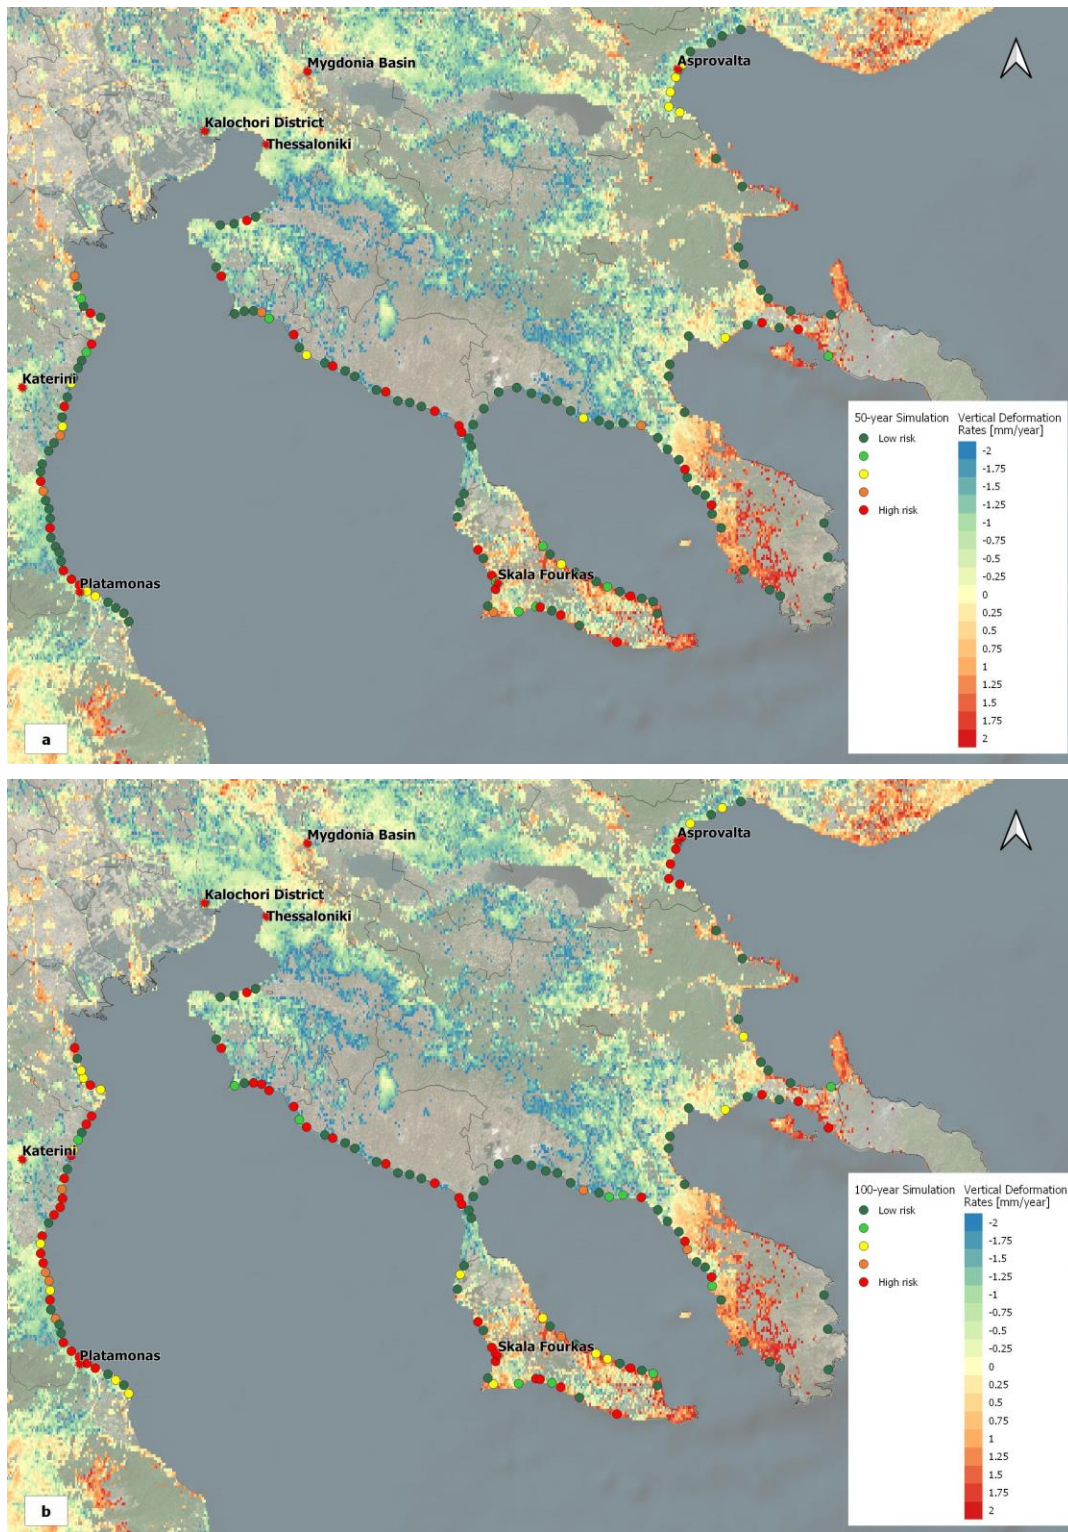 Mygdonia Basin
Asprovalta
Kalochori District
Thessaloniki
Katerini
Platamonas
Skala Fourkas
50-year Simulation
Low risk
High risk
Vertical Deformation
Rates [mm/year]
-2
-1.75
-1.5
-1.25
-1
-0.75
-0.5
-0.25
0
0.25
0.5
0.75
1
1.25
1.5
1.75
2
a
Mygdonia Basin
Asprovalta
Kalochori District
Thessaloniki
Katerini
Platamonas
Skala Fourkas
100-year Simulation
Low risk
High risk
Vertical Deformation
Rates [mm/year]
-2
-1.75
-1.5
-1.25
-1
-0.75
-0.5
-0.25
0
0.25
0.5
0.75
1
1.25
1.5
1.75
2
b